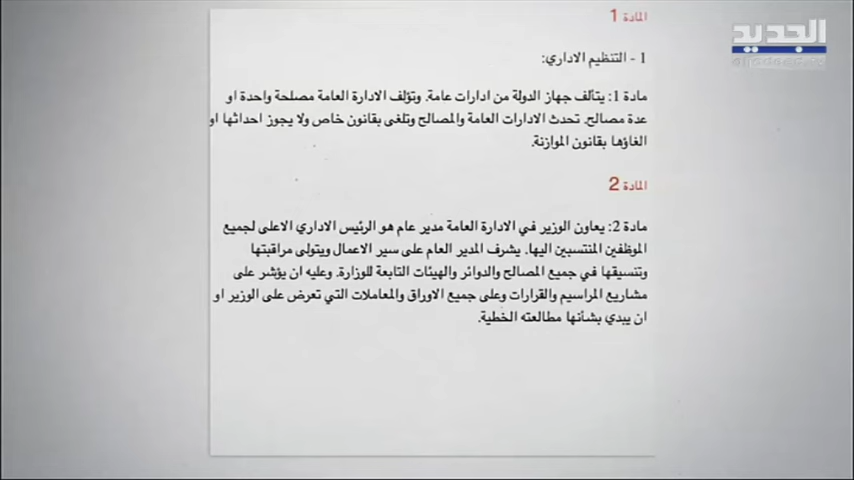 الجديد
المادة 1
1 - التنظيم الاداري:
مادة 1: يتألف جهاز الدولة من ادارات عامة. وتؤلف الادارة العامة مصلحة واحدة او
عدة مصالح. تحدث الادارات العامة والمصالح وتلغى بقانون خاص ولا يجوز احداثها او
الغاؤها بقانون الموازنة.
المادة 2
مادة 2: يعاون الوزير في الادارة العامة مدير عام هو الرئيس الاداري الاعلى لجميع
الموظفين المنتسبين اليها. يشرف المدير العام على سير الاعمال ويتولى مراقبتها
وتنسيقها في جميع المصالح والدوائر والهيئات التابعة للوزارة. وعليه ان يؤشر على
مشاريع المراسيم والقرارات وعلى جميع الاوراق والمعاملات التي تعرض على الوزير او
ان يبدي بشأنها مطالعته الخطية.